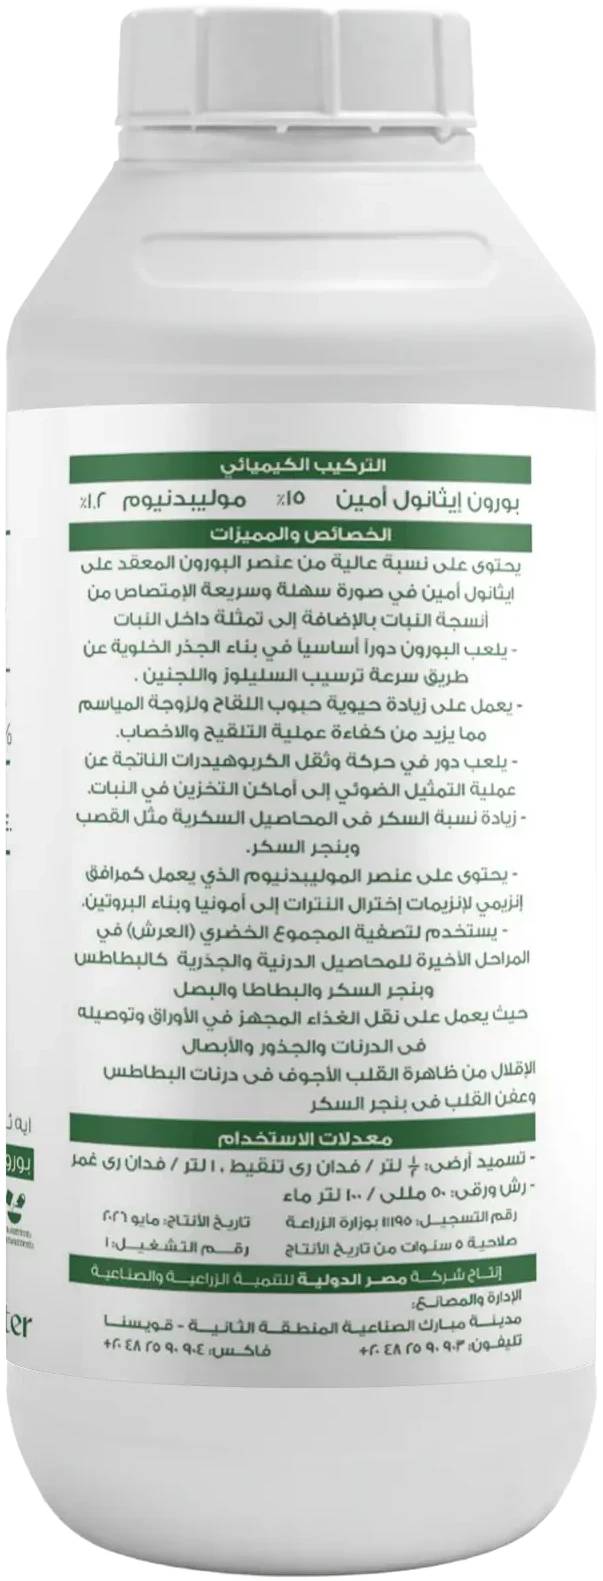 التركيب الكيميائي
بورون إيثانول أمين ١٥٪ موليبدنيوم ١.٢٪
الخصائص والمميزات
يحتوى على نسبة عالية من عنصر البورون المعقد على
ايثانول أمين في صورة سهلة وسريعة الإمتصاص من
أنسجة النبات بالإضافة إلى تمثلة داخل النبات
- يلعب البورون دوراً أساسياً في بناء الجذر الخلوية عن
طريق سرعة ترسيب السليلوز واللجنين .
- يعمل على زيادة حيوية حبوب اللقاح ولزوجة المياسم
مما يزيد من كفاءة عملية التلقيح والاخصاب.
- يلعب دور في حركة وثقل الكربوهيدرات الناتجة عن
عملية التمثيل الضوئي إلى أماكن التخزين في النبات.
- زيادة نسبة السكر فى المحاصيل السكرية مثل القصب
وبنجر السكر.
- يحتوى على عنصر الموليبدنيوم الذي يعمل كمرافق
إنزيمي لإنزيمات إختزال النترات إلى أمونيا وبناء البروتين.
- يستخدم لتصفية المجموع الخضري (العرش) في
المراحل الأخيرة للمحاصيل الدرنية والجذرية كالبطاطس
وبنجر السكر والبطاطا والبصل
حيث يعمل على نقل الغذاء المجهز في الأوراق وتوصيله
فى الدرنات والجذور والأبصال
الإقلال من ظاهرة القلب الأجوف فى درنات البطاطس
وعفن القلب فى بنجر السكر
معدلات الاستخدام
- تسميد أرضى: ½ لتر / فدان رى تنقيط ، ١ لتر / فدان رى غمر
- رش ورقى: ٥٠ مللى / ١٠٠ لتر ماء
رقم التسجيل: ١١١٩٥ بوزارة الزراعة تاريخ الأنتاج: مايو ٢٠٢٦
صلاحية ٥ سنوات من تاريخ الأنتاج رقم التشغيل: ١
إنتاج شركة مصر الدولية للتنمية الزراعية والصناعية
الإدارة والمصانع:
مدينة مبارك الصناعية المنطقة الثانية - قويسنا
تليفون: ٩٠٣ ٩٠ ٢٥ ٤٨ ٢٠+ فاكس: ٩٠٤ ٩٠ ٢٥ ٤٨ ٢٠+
%
E.
ايه ث
بورو
ter